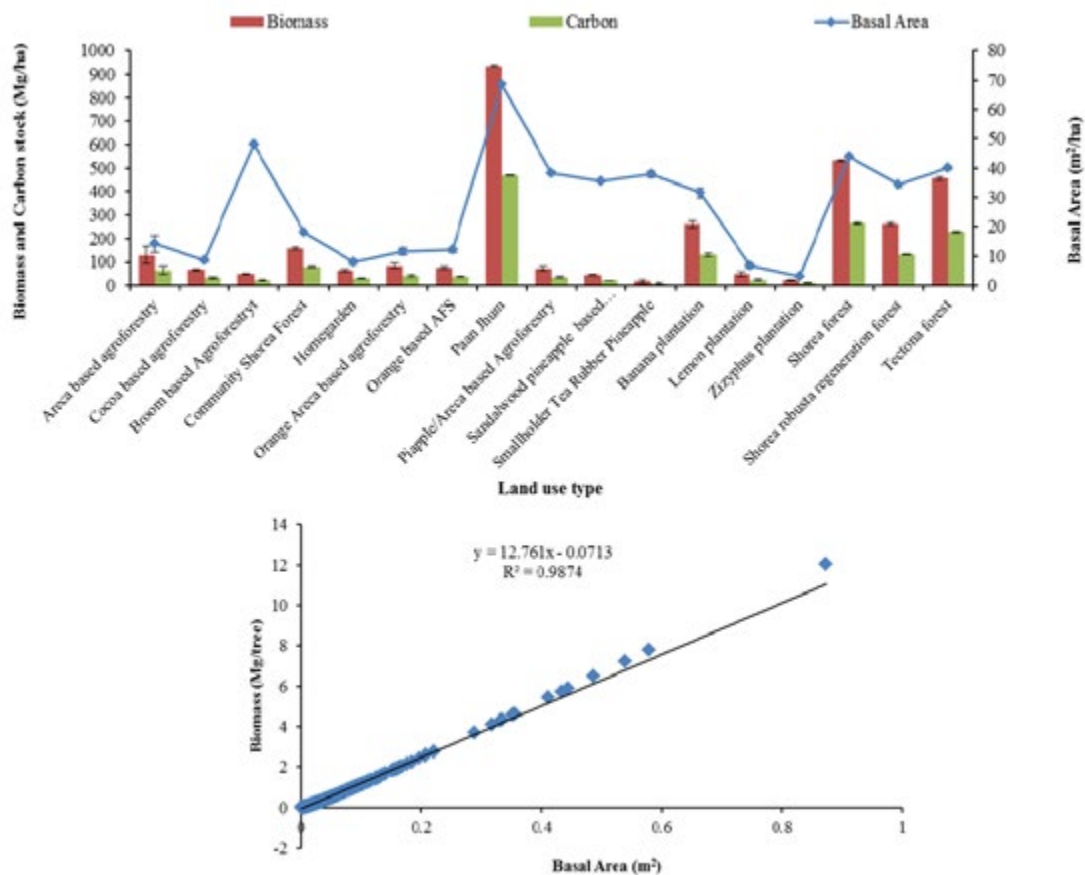 Biomass Carbon Basal Area
Biomass and Carbon stock (Mg/ha)
1000
900
800
700
600
500
400
300
200
100
0
80
70
60
50
40
30
20
10
0
Basal Area (m²/ha)
Areca based agroforestry
Cocoa based agroforestry
Broom based Agroforestryt
Community Shorea Forest
Homegarden
Orange Areca based agroforestry
Orange based AFS
Paan Jhum
Piapple/Areca based Agroforestry
Sandalwood pineapple based...
Smallholder Tea Rubber Pineapple
Banana plantation
Lemon plantation
Zizyphus plantation
Shorea forest
Shorea robusta regeneration forest
Tectona forest
Land use type
y = 12.761x - 0.0713
R² = 0.9874
Biomass (Mg/tree)
14
12
10
8
6
4
2
0
-2
0 0.2 0.4 0.6 0.8 1
Basal Area (m²)